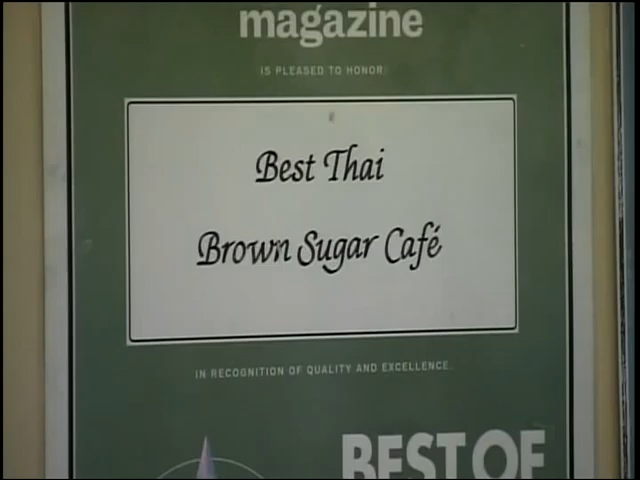 magazine
IS PLEASED TO HONOR:
Best Thai
Brown Sugar Café
IN RECOGNITION OF QUALITY AND EXCELLENCE.
BEST OF